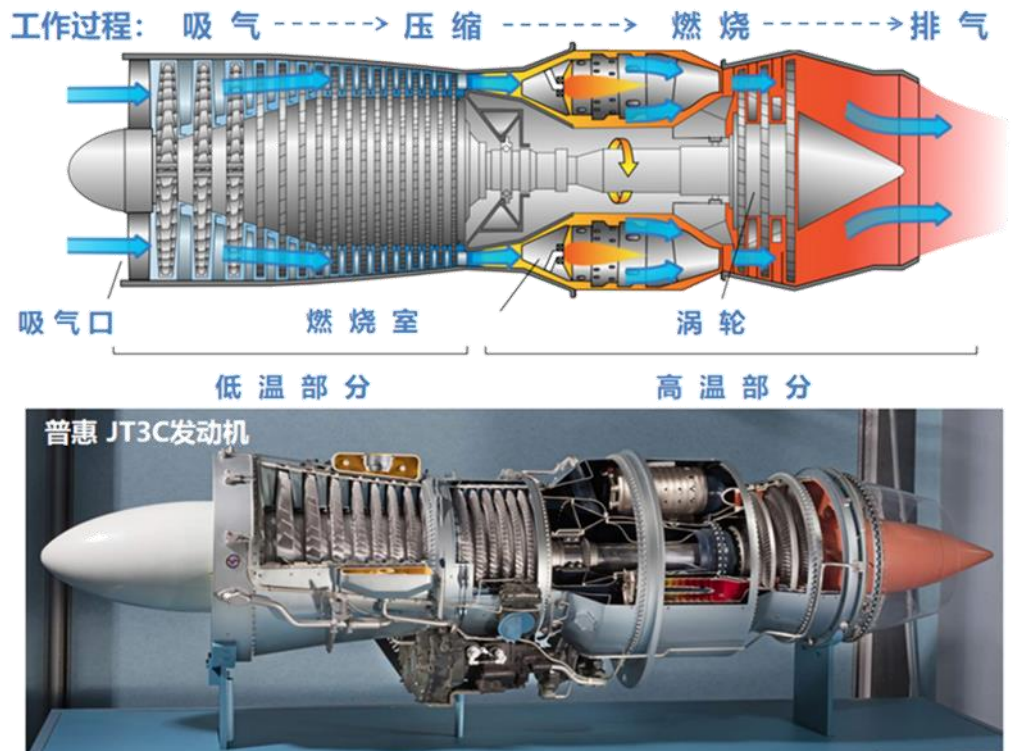 工作过程: 吸气 ----> 压缩 ----> 燃烧 ----> 排气
吸气口 燃烧室 涡轮
低温部分 高温部分
普惠 JT3C发动机